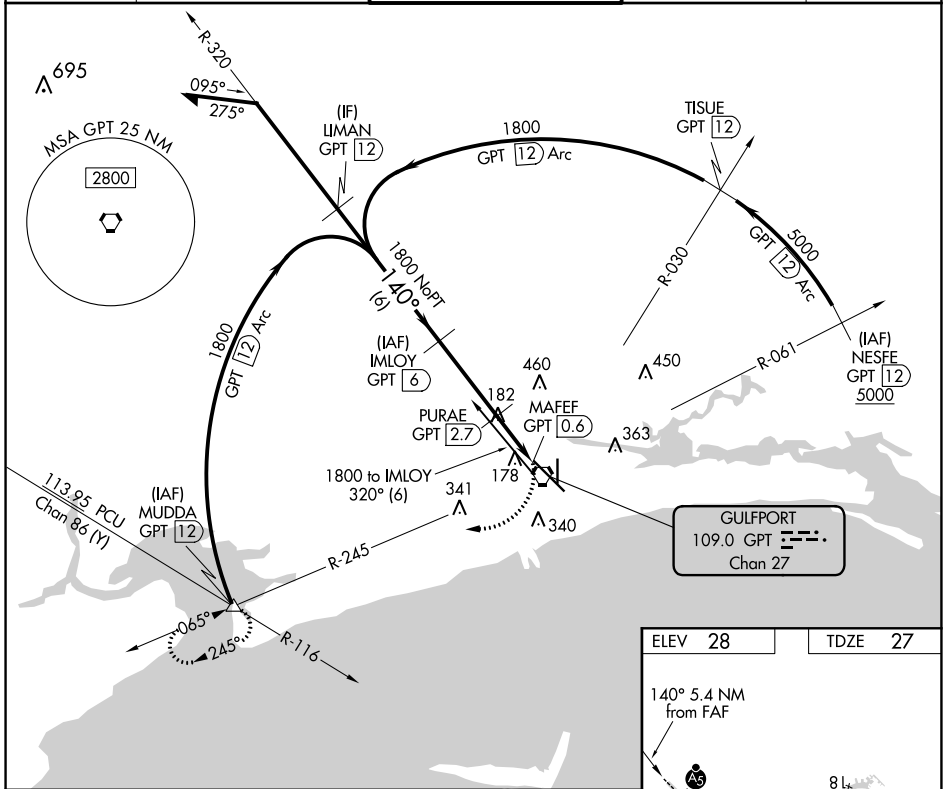 R-320
695
095°
275°
(IF)
LIMAN
GPT 12
TISUE
GPT 12
1800
GPT 12 Arc
MSA GPT 25 NM
2800
5000
GPT 12 Arc
R-030
1800 NoPT
140°
(6)
1800
GPT 12 Arc
R-061
(IAF)
NESFE
GPT 12
5000
(IAF)
IMLOY
GPT 6
460
450
182
PURAE
GPT 2.7
MAFEF
GPT 0.6
363
1800 to IMLOY
320° (6)
178
341
340
113.95 PCU
Chan 86 (Y)
(IAF)
MUDDA
GPT 12
R-245
GULFPORT
109.0 GPT
Chan 27
065°
245°
R-116
ELEV 28
TDZE 27
140° 5.4 NM
from FAF
A5
8L